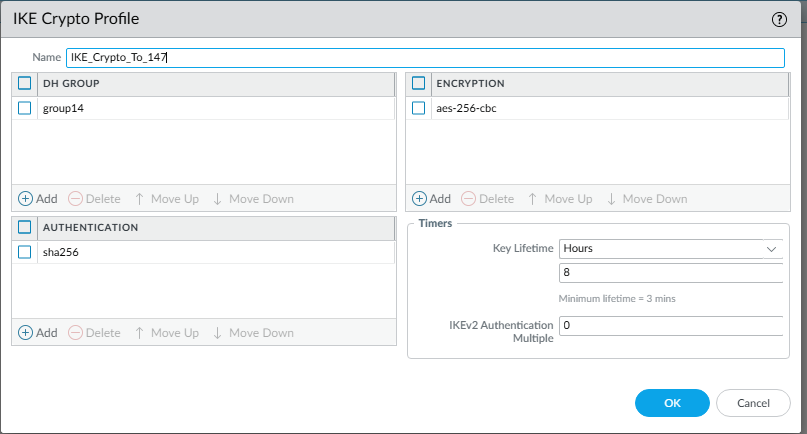 IKE Crypto Profile
?
Name IKE_Crypto_To_147
DH GROUP
group14
Add Delete Move Up Move Down
ENCRYPTION
aes-256-cbc
Add Delete Move Up Move Down
AUTHENTICATION
sha256
Add Delete Move Up Move Down
Timers
Key Lifetime Hours
8
Minimum lifetime = 3 mins
IKEv2 Authentication 0
Multiple
OK Cancel